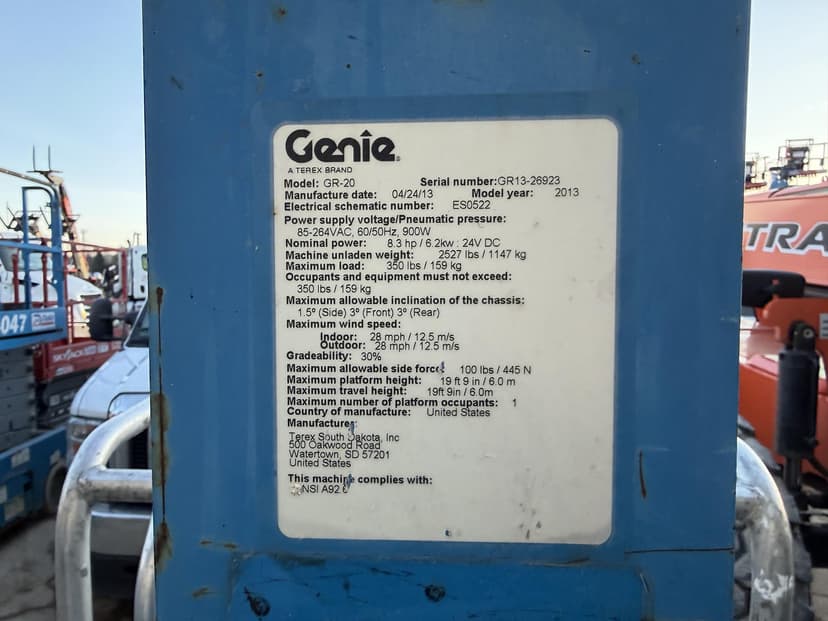 Genie
A TEREX BRAND
Model: GR-20 Serial number:GR13-26923
Manufacture date: 04/24/13 Model year: 2013
Electrical schematic number: ES0522
Power supply voltage/Pneumatic pressure:
85-264VAC, 60/50Hz, 900W
Nominal power: 8.3 hp / 6.2kw : 24V DC
Machine unladen weight: 2527 lbs / 1147 kg
Maximum load: 350 lbs / 159 kg
Occupants and equipment must not exceed:
350 lbs / 159 kg
Maximum allowable inclination of the chassis:
1.5° (Side) 3° (Front) 3° (Rear)
Maximum wind speed:
Indoor: 28 mph / 12.5 m/s
Outdoor: 28 mph / 12.5 m/s
Gradeability: 30%
Maximum allowable side force: 100 lbs / 445 N
Maximum platform height: 19 ft 9 in / 6.0 m
Maximum travel height: 19ft 9in / 6.0m
Maximum number of platform occupants: 1
Country of manufacture: United States
Manufacturer:
Terex South Dakota, Inc
500 Oakwood Road
Watertown, SD 57201
United States
This machine complies with:
NSI A92.6
047
SKYJACK
TRA